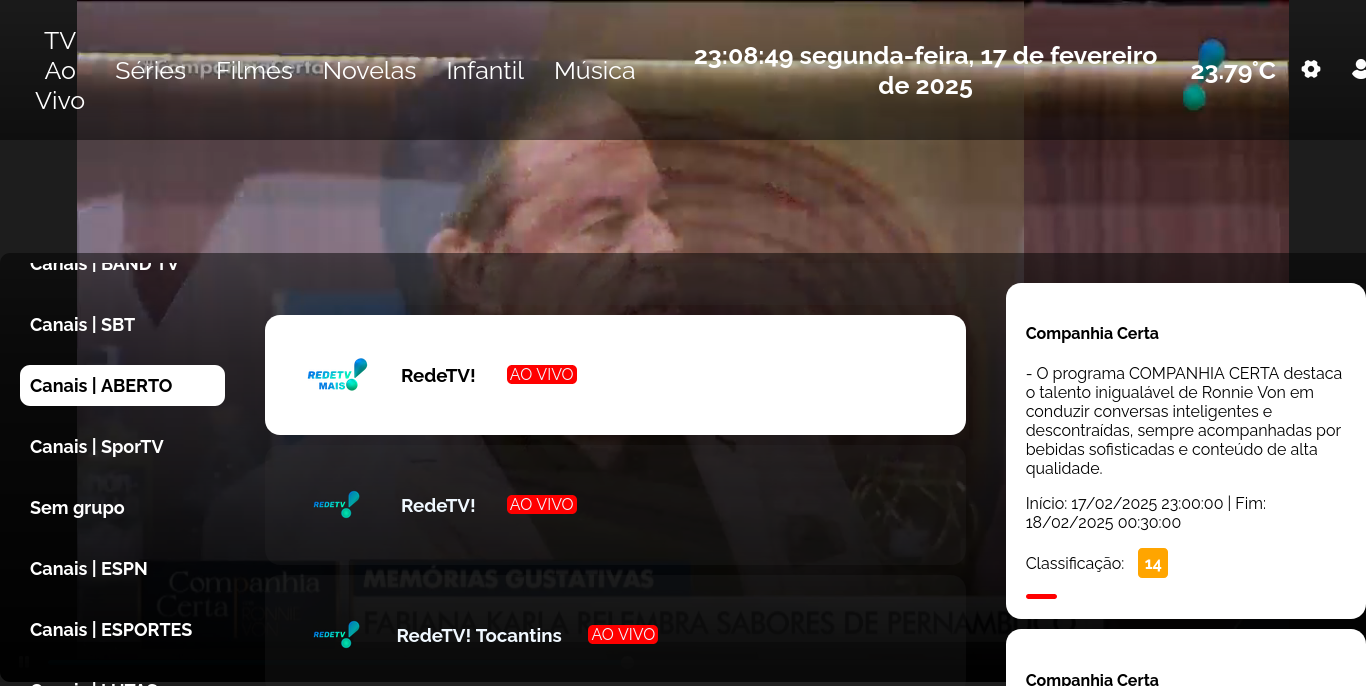 TV
Ao
Vivo
Séries
Filmes
Novelas
Infantil
Música
#CompanhiaCerta
23:08:49 segunda-feira, 17 de fevereiro
de 2025
23.79°C
Canais | BAND TV
Canais | SBT
Canais | ABERTO
Canais | SporTV
Sem grupo
Canais | ESPN
Canais | ESPORTES
REDETV
MAIS
RedeTV!
AO VIVO
REDETV
RedeTV!
AO VIVO
Companhia
Certa
MEMÓRIAS GUSTATIVAS
FABIANA KARLA RELEMBRA SABORES DE PERNAMBUCO
REDETV
RedeTV! Tocantins
AO VIVO
Companhia Certa
- O programa COMPANHIA CERTA destaca
o talento inigualável de Ronnie Von em
conduzir conversas inteligentes e
descontraídas, sempre acompanhadas por
bebidas sofisticadas e conteúdo de alta
qualidade.
Início: 17/02/2025 23:00:00 | Fim:
18/02/2025 00:30:00
Classificação: 14
Companhia Certa